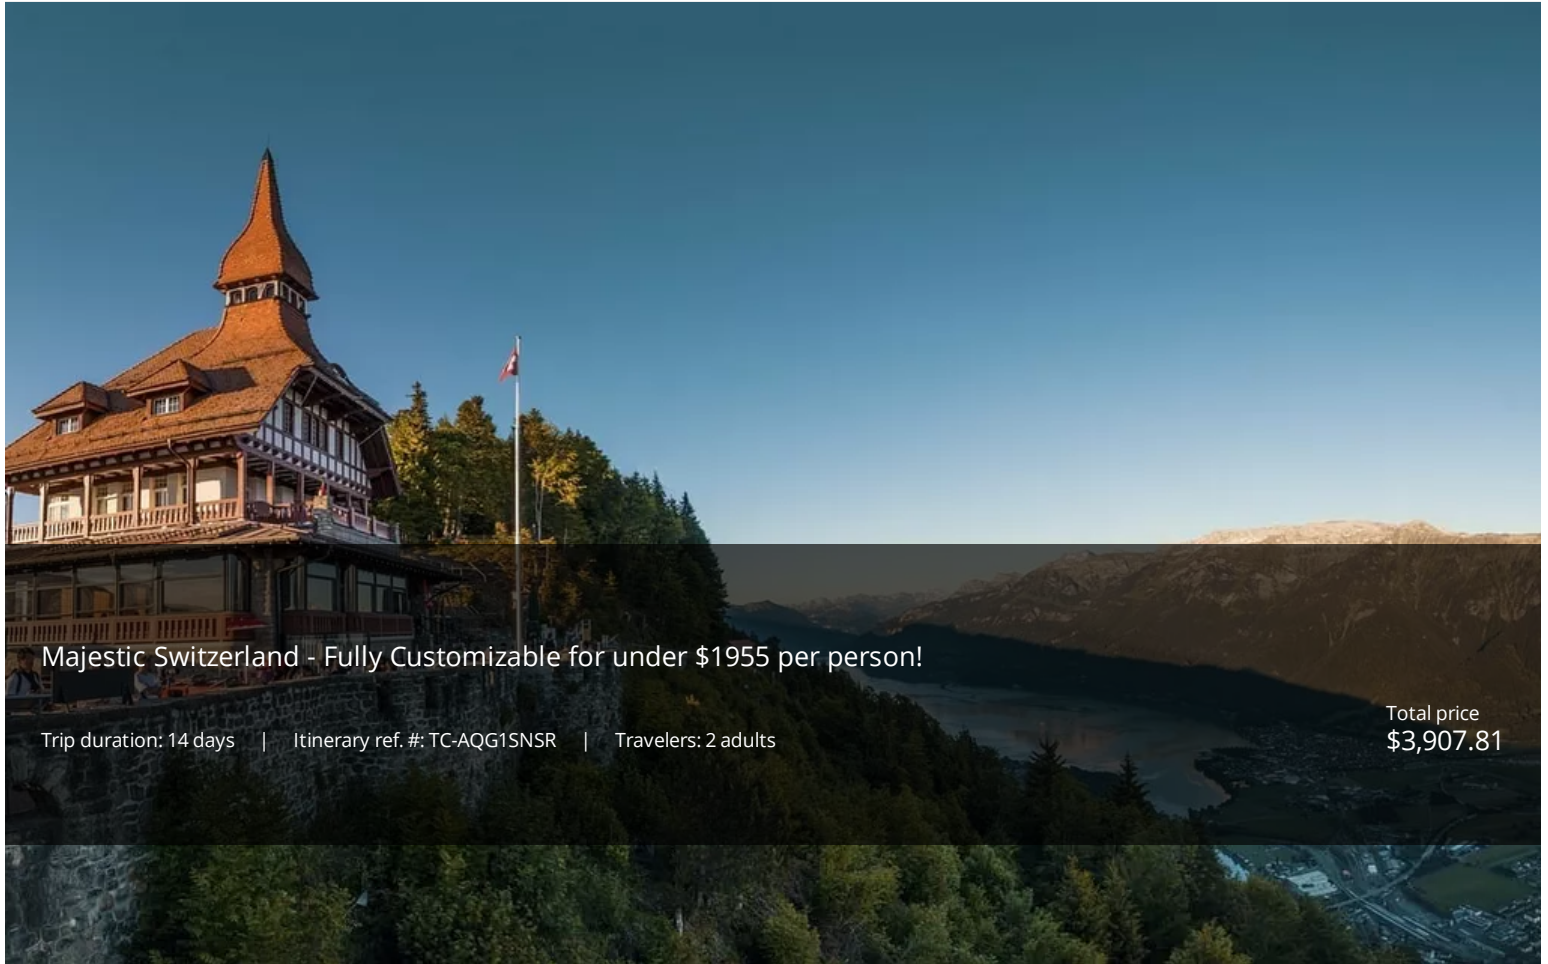 Majestic Switzerland - Fully Customizable for under $1955 per person!
Total price
Trip duration: 14 days | Itinerary ref. #: TC-AQG1SNSR | Travelers: 2 adults
$3,907.81